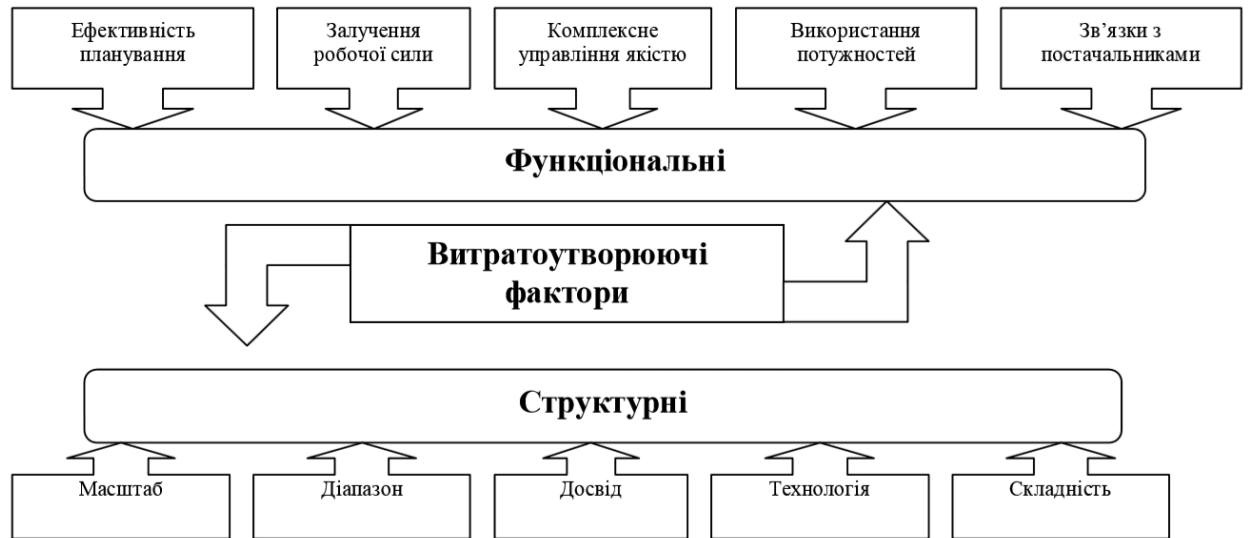 Ефективність
планування
Залучення
робочої сили
Комплексне
управління якістю
Використання
потужностей
Зв’язки з
постачальниками
Функціональні
Витратоутворюючі
фактори
Структурні
Масштаб
Діапазон
Досвід
Технологія
Складність